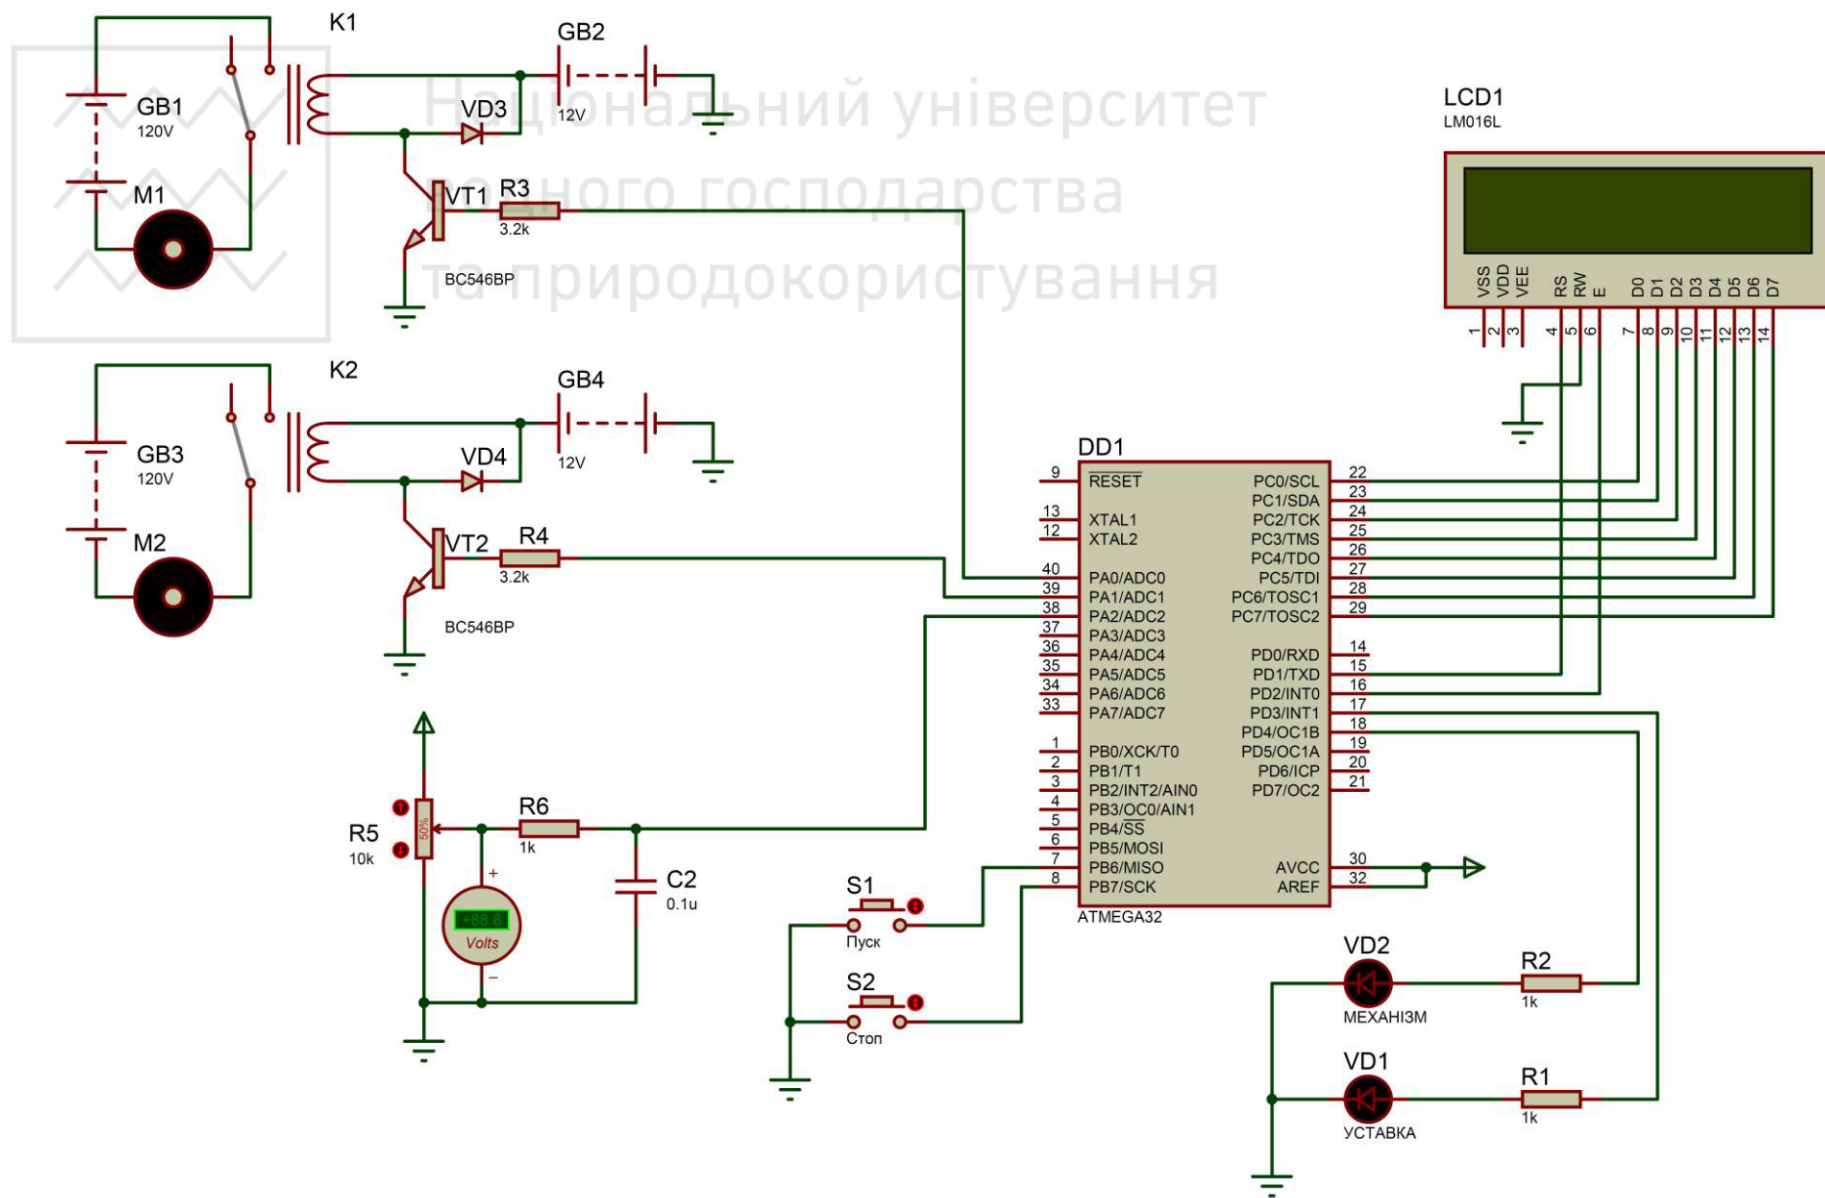 K1
GB2
12V
GB1
120V
VD3
M1
VT1
R3
3.2k
BC546BP
Національний університет
водного господарства
та природокористування
LCD1
LM016L
VSS
VDD
VEE
RS
RW
E
D0
D1
D2
D3
D4
D5
D6
D7
1
2
3
4
5
6
7
8
9
10
11
12
13
14
K2
GB4
12V
GB3
120V
VD4
M2
VT2
R4
3.2k
BC546BP
DD1
9 RESET
13 XTAL1
12 XTAL2
40 PA0/ADC0
39 PA1/ADC1
38 PA2/ADC2
37 PA3/ADC3
36 PA4/ADC4
35 PA5/ADC5
34 PA6/ADC6
33 PA7/ADC7
1 PB0/XCK/T0
2 PB1/T1
3 PB2/INT2/AIN0
4 PB3/OC0/AIN1
5 PB4/SS
6 PB5/MOSI
7 PB6/MISO
8 PB7/SCK
PC0/SCL 22
PC1/SDA 23
PC2/TCK 24
PC3/TMS 25
PC4/TDO 26
PC5/TDI 27
PC6/TOSC1 28
PC7/TOSC2 29
PD0/RXD 14
PD1/TXD 15
PD2/INT0 16
PD3/INT1 17
PD4/OC1B 18
PD5/OC1A 19
PD6/ICP 20
PD7/OC2 21
AVCC 30
AREF 32
ATMEGA32
R5
10k
50%
R6
1k
+
+88.8
Volts
−
C2
0.1u
S1
Пуск
S2
Стоп
VD2
МЕХАНІЗМ
R2
1k
VD1
УСТАВКА
R1
1k